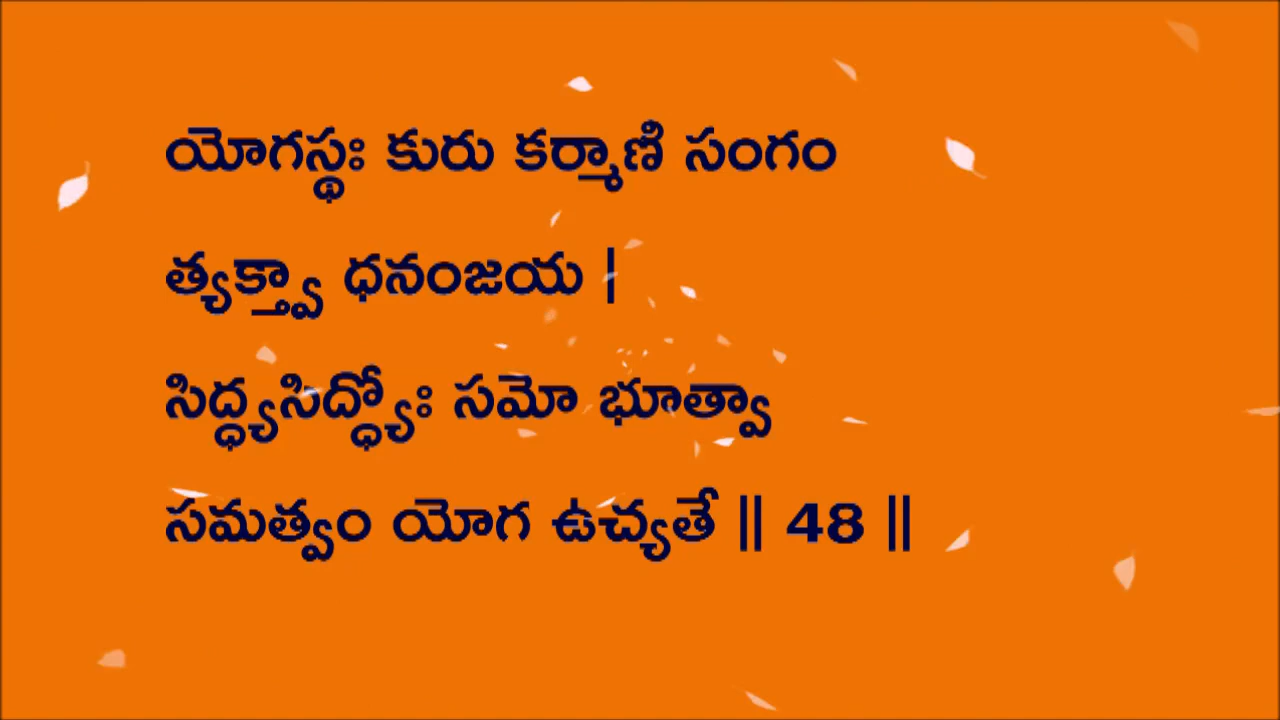 యోగస్థః కురు కర్మాణి సంగం
త్యక్త్వా ధనంజయ |
సిద్ధ్యసిద్ధ్యోః సమో భూత్వా
సమత్వం యోగ ఉచ్యతే || 48 ||